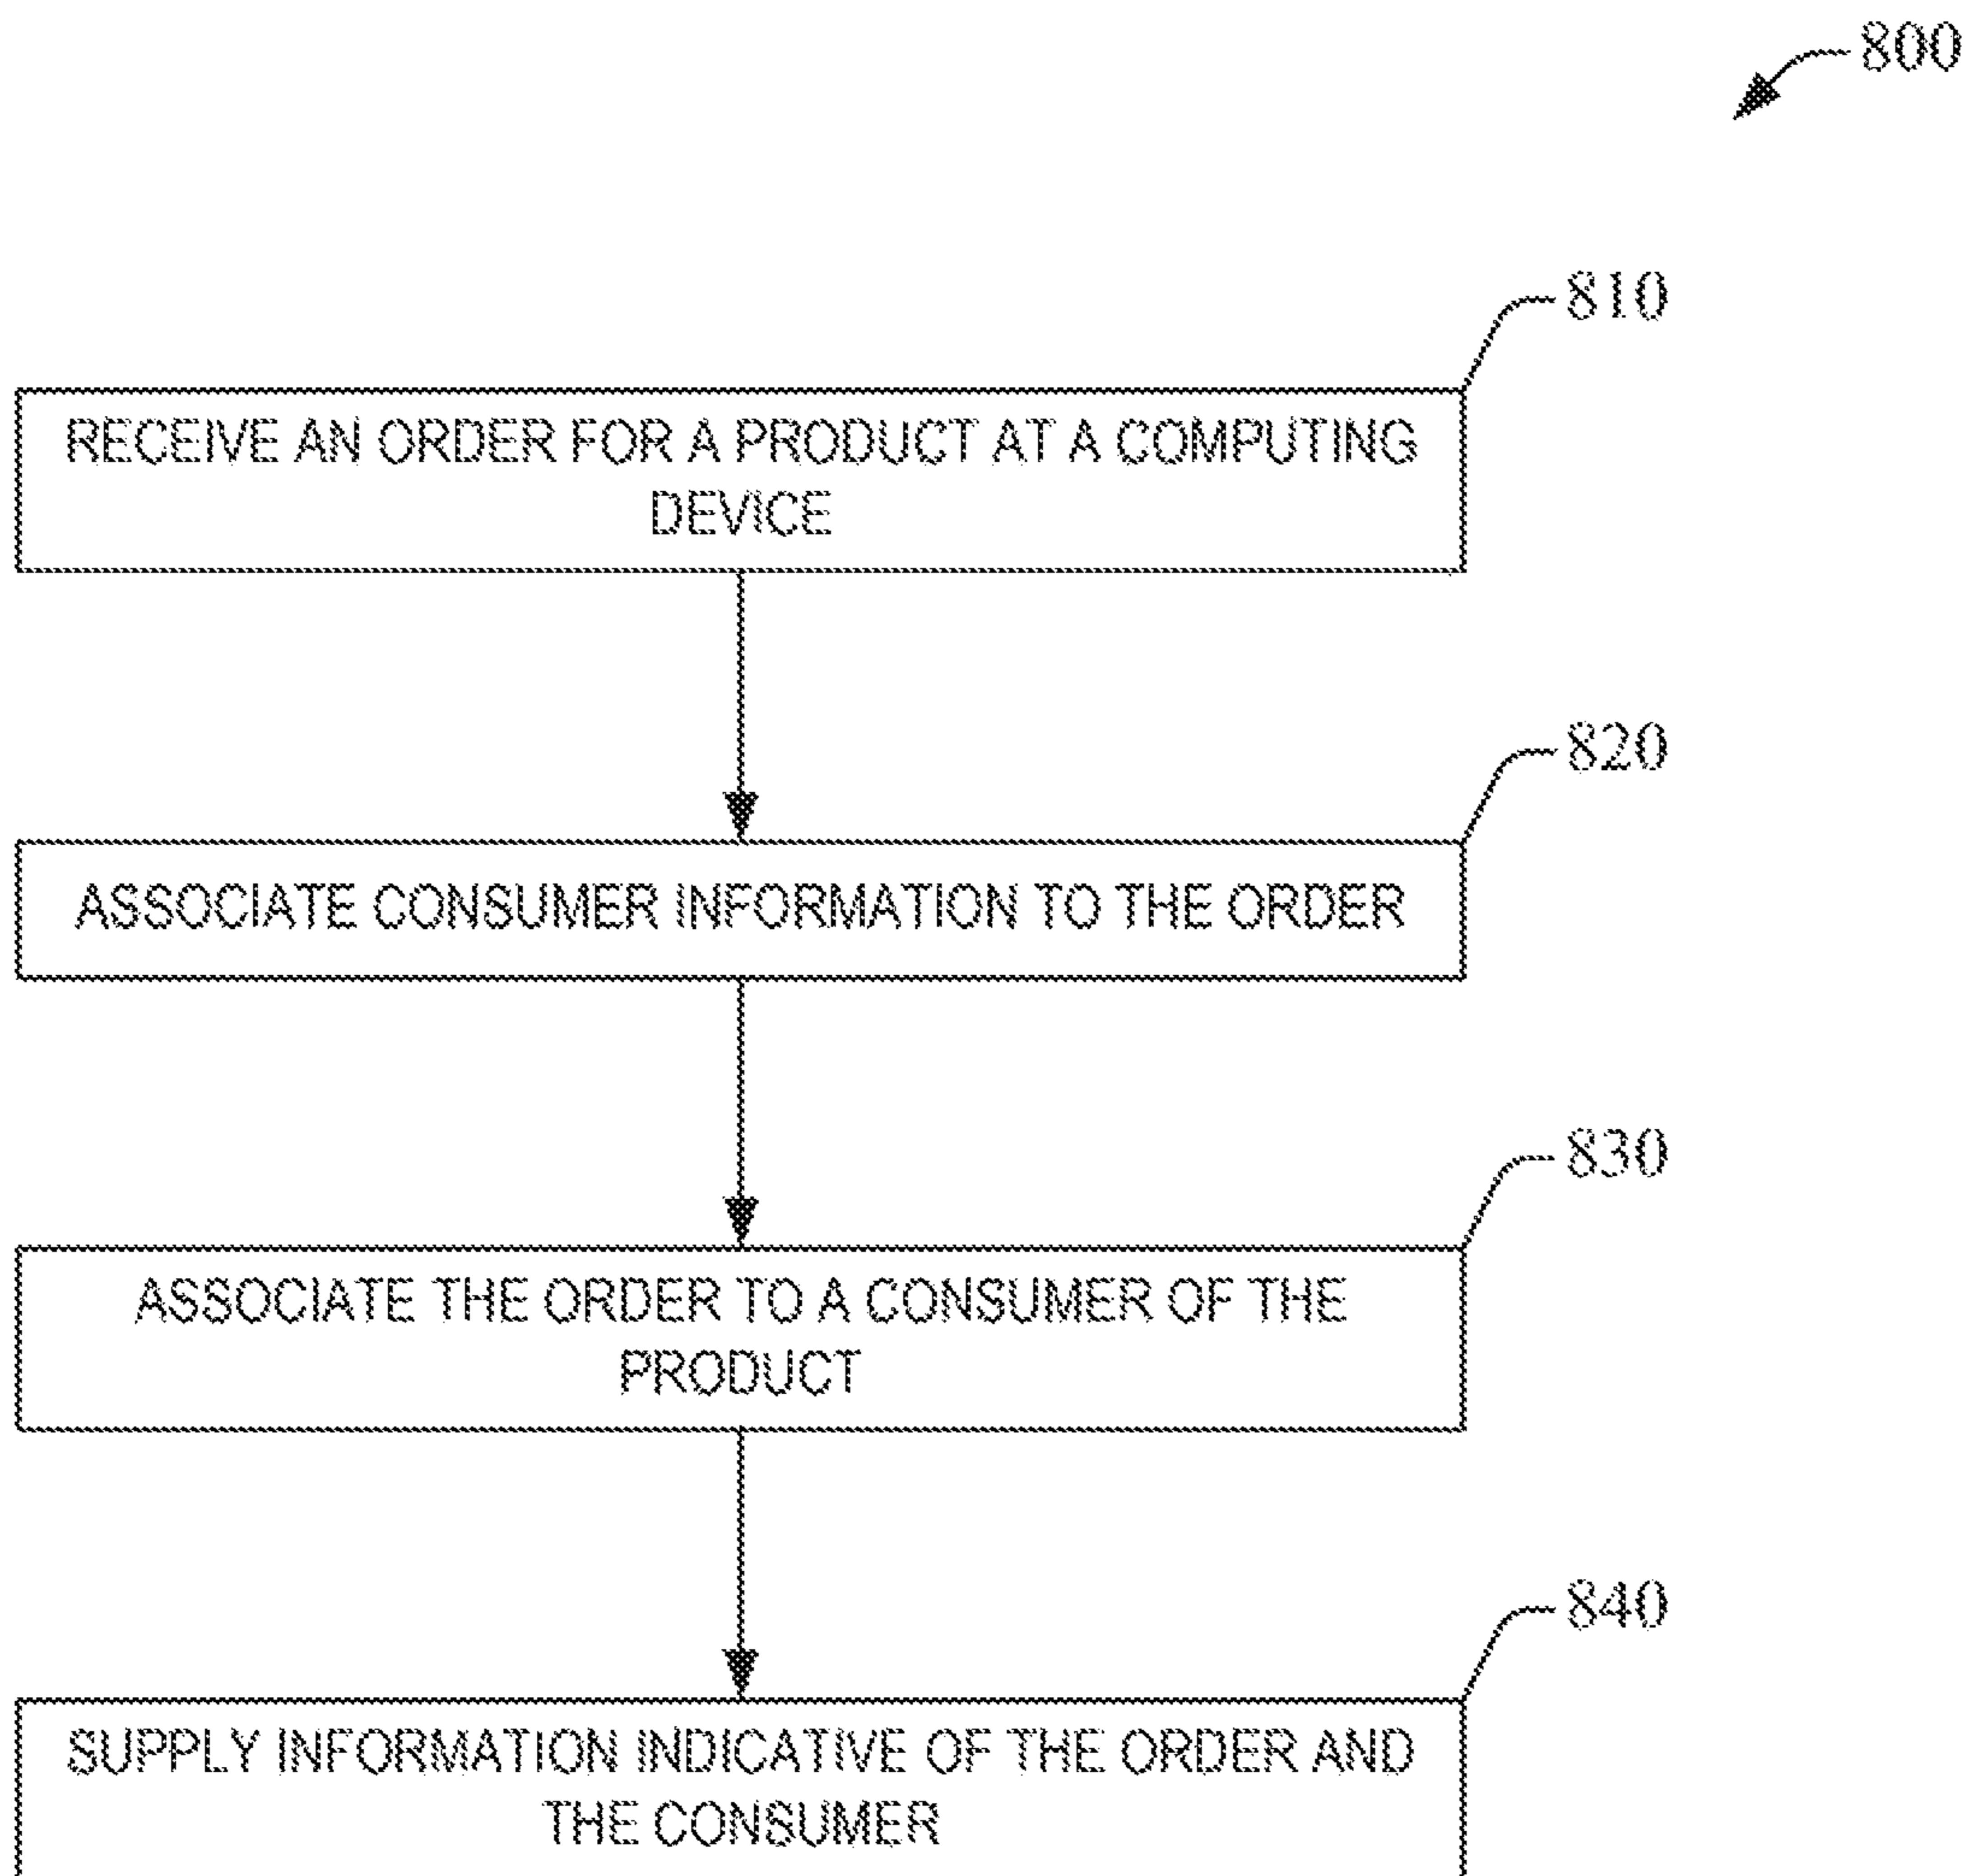 800
810
RECEIVE AN ORDER FOR A PRODUCT AT A COMPUTING
DEVICE
820
ASSOCIATE CONSUMER INFORMATION TO THE ORDER
830
ASSOCIATE THE ORDER TO A CONSUMER OF THE
PRODUCT
840
SUPPLY INFORMATION INDICATIVE OF THE ORDER AND
THE CONSUMER